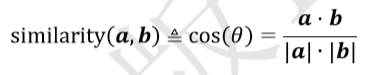 similarity(a, b) ≜ cos(θ) = a · b / |a| · |b|